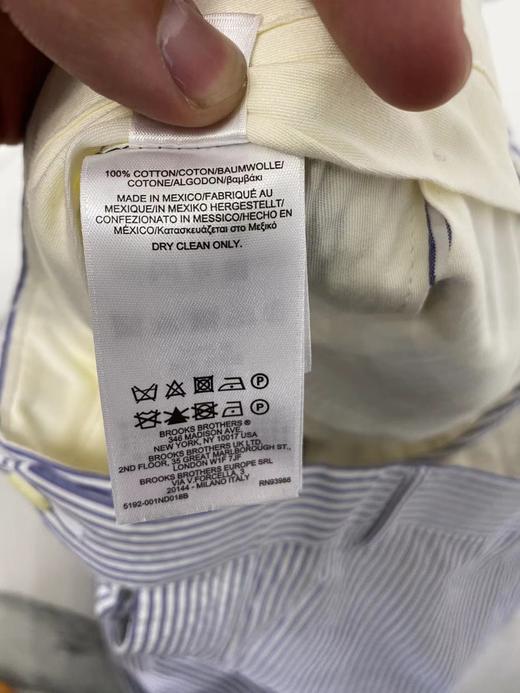 100% COTTON/COTON/BAUMWOLLE/
COTONE/ALGODON/βαμβάκι
MADE IN MEXICO/FABRIQUÉ AU
MEXIQUE/IN MEXIKO HERGESTELLT/
CONFEZIONATO IN MESSICO/HECHO EN
MÉXICO/Κατασκευάζεται στο Μεξικό
DRY CLEAN ONLY.
P
P
BROOKS BROTHERS ®
346 MADISON AVE.
NEW YORK, NY 10017 USA
BROOKS BROTHERS UK LTD.
2ND FLOOR, 35 GREAT MARLBOROUGH ST.,
LONDON W1F 7JF
BROOKS BROTHERS EUROPE SRL
VIA V.FORCELLA, 3
20144 - MILANO ITALY
RN93986
5192-001ND018B